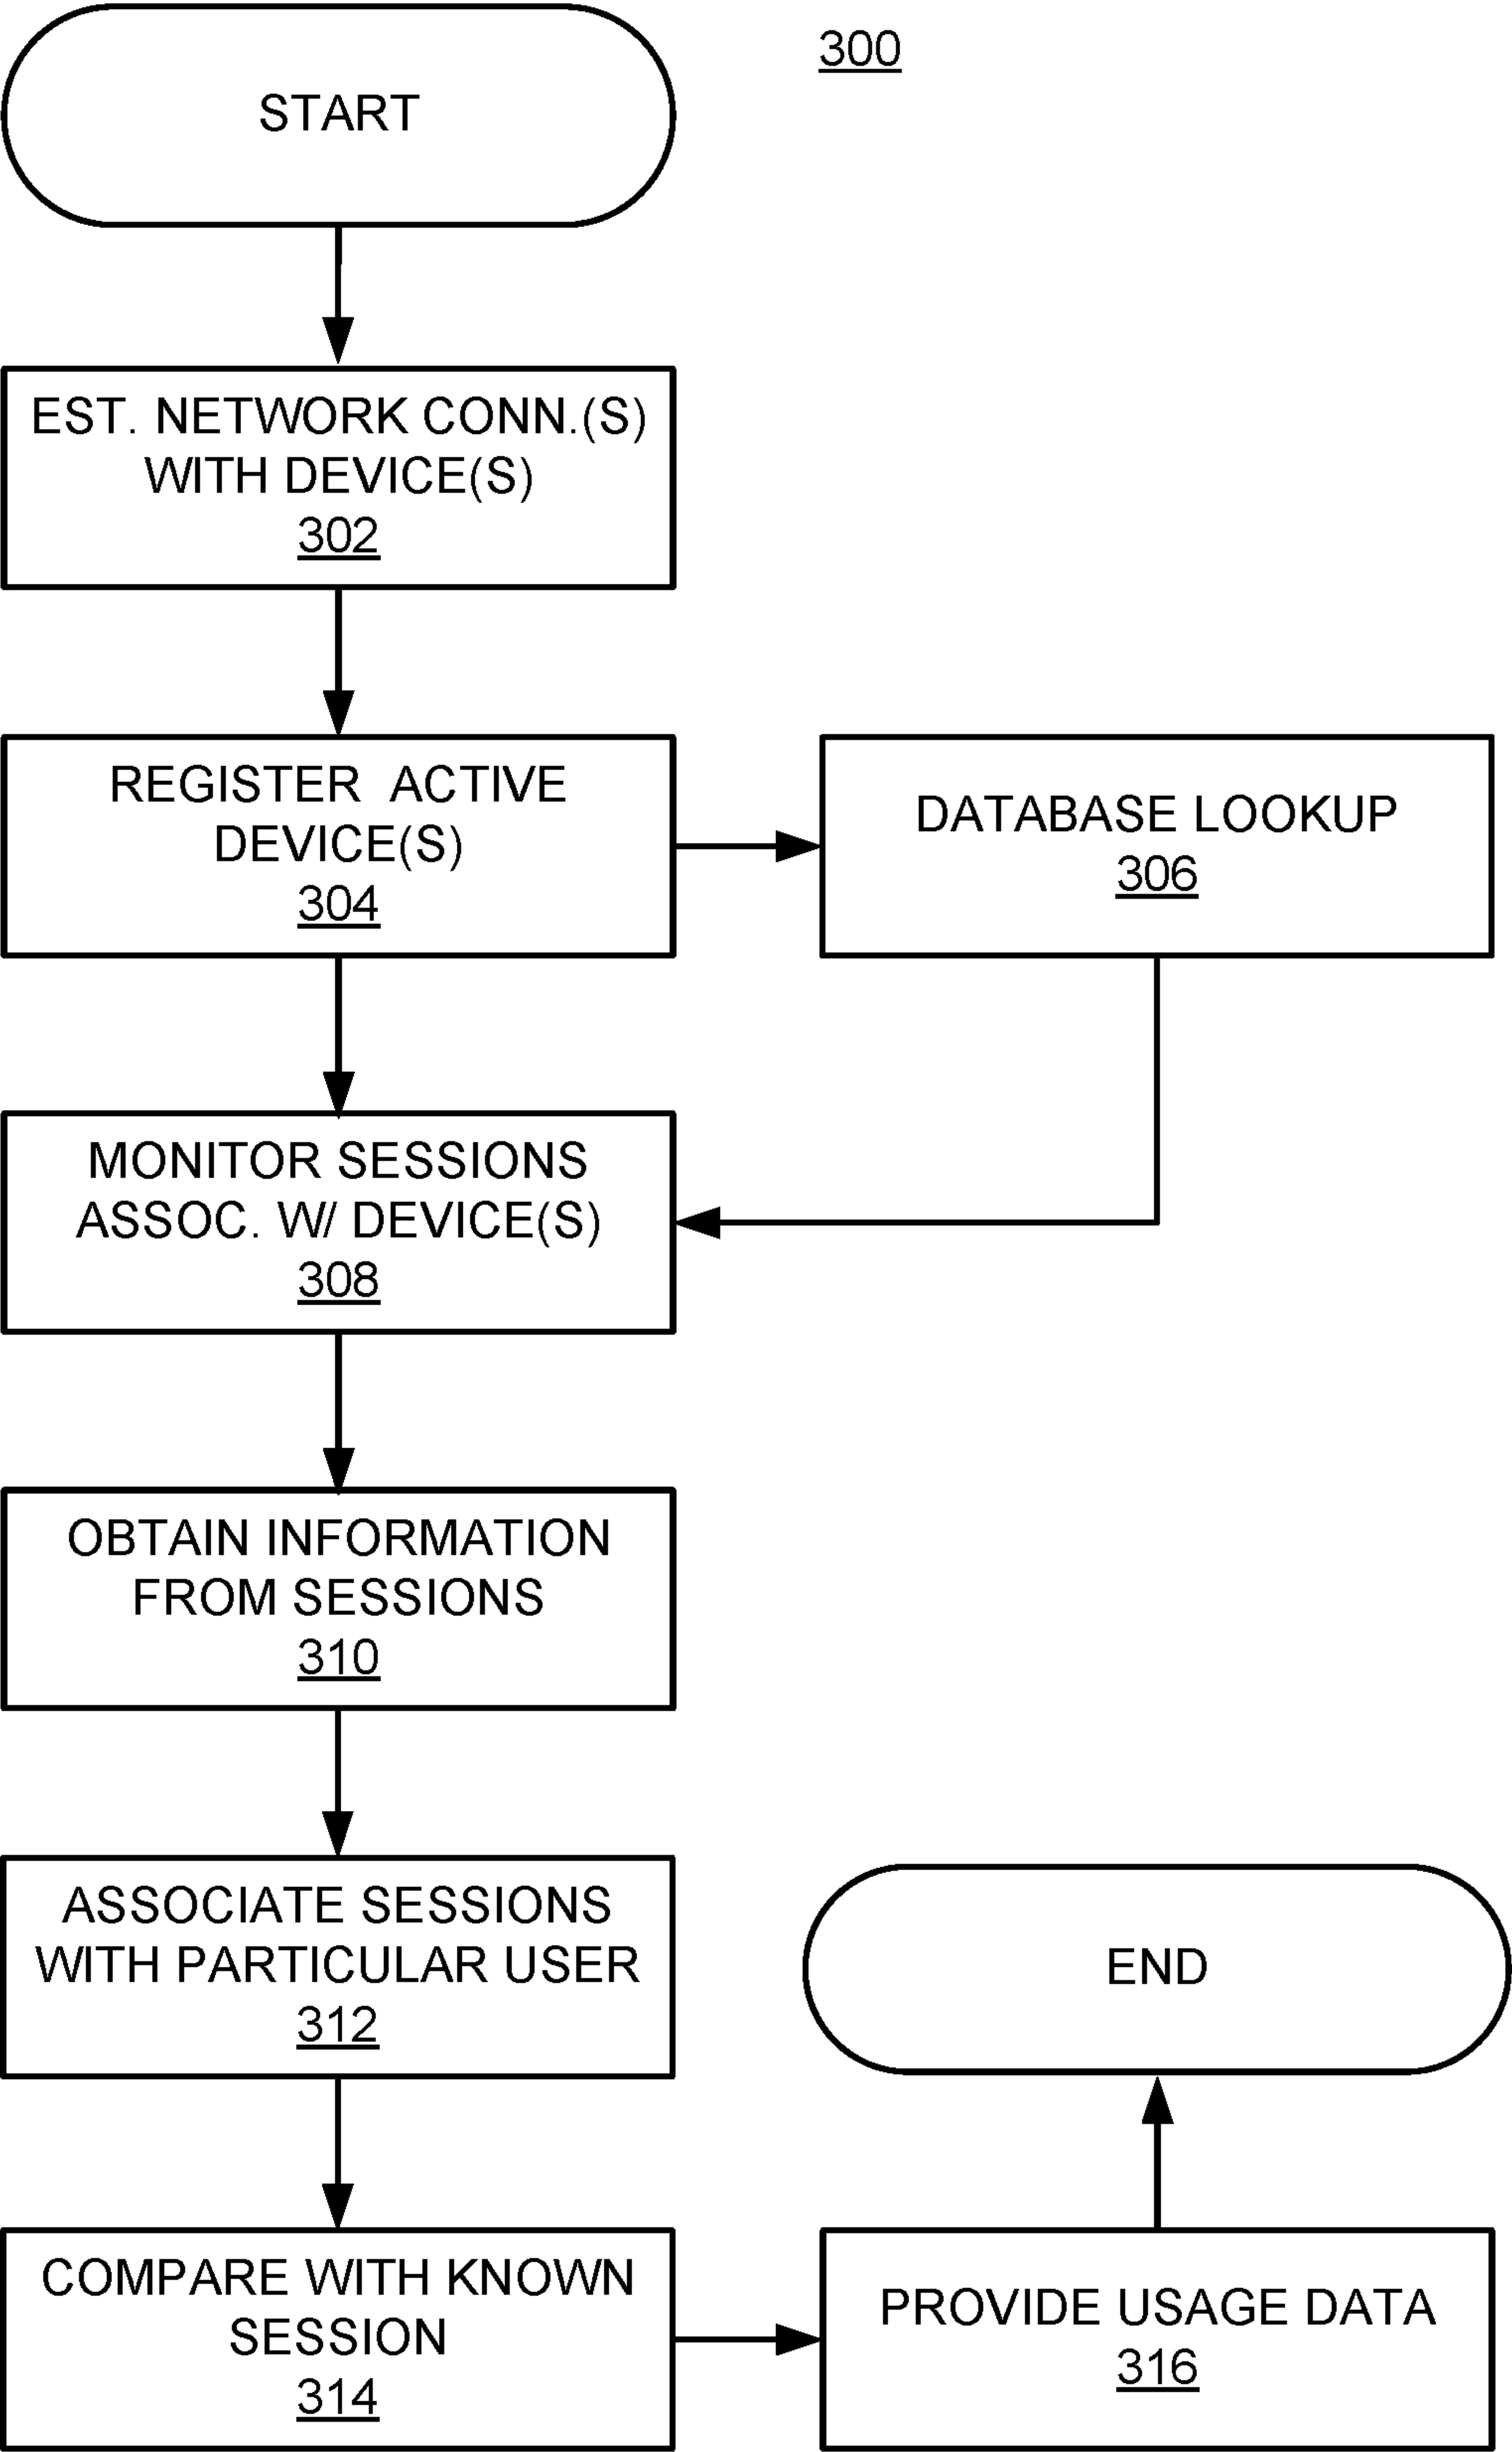 START
300
EST. NETWORK CONN.(S)
WITH DEVICE(S)
302
REGISTER ACTIVE
DEVICE(S)
304
DATABASE LOOKUP
306
MONITOR SESSIONS
ASSOC. W/ DEVICE(S)
308
OBTAIN INFORMATION
FROM SESSIONS
310
ASSOCIATE SESSIONS
WITH PARTICULAR USER
312
END
COMPARE WITH KNOWN
SESSION
314
PROVIDE USAGE DATA
316